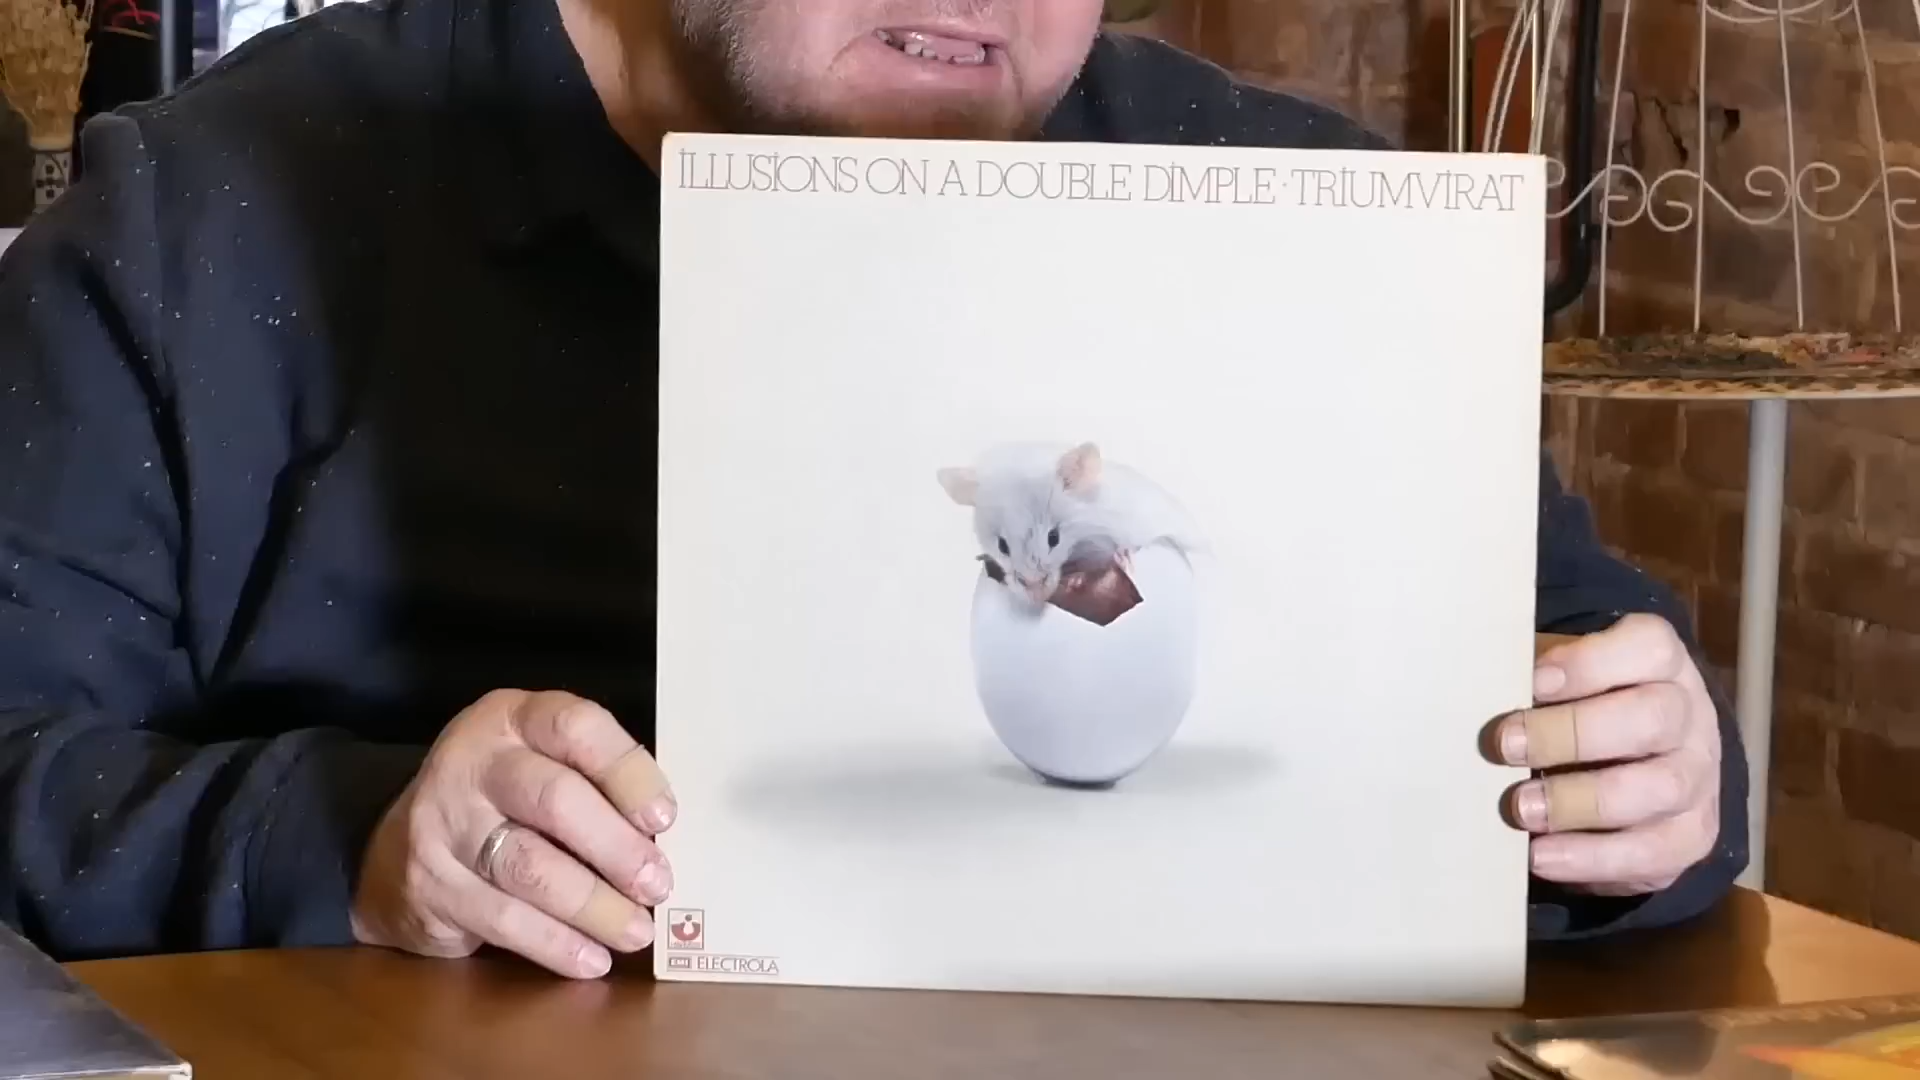 ILLUSIONS ON A DOUBLE DIMPLE · TRIUMVIRAT
EMI ELECTROLA